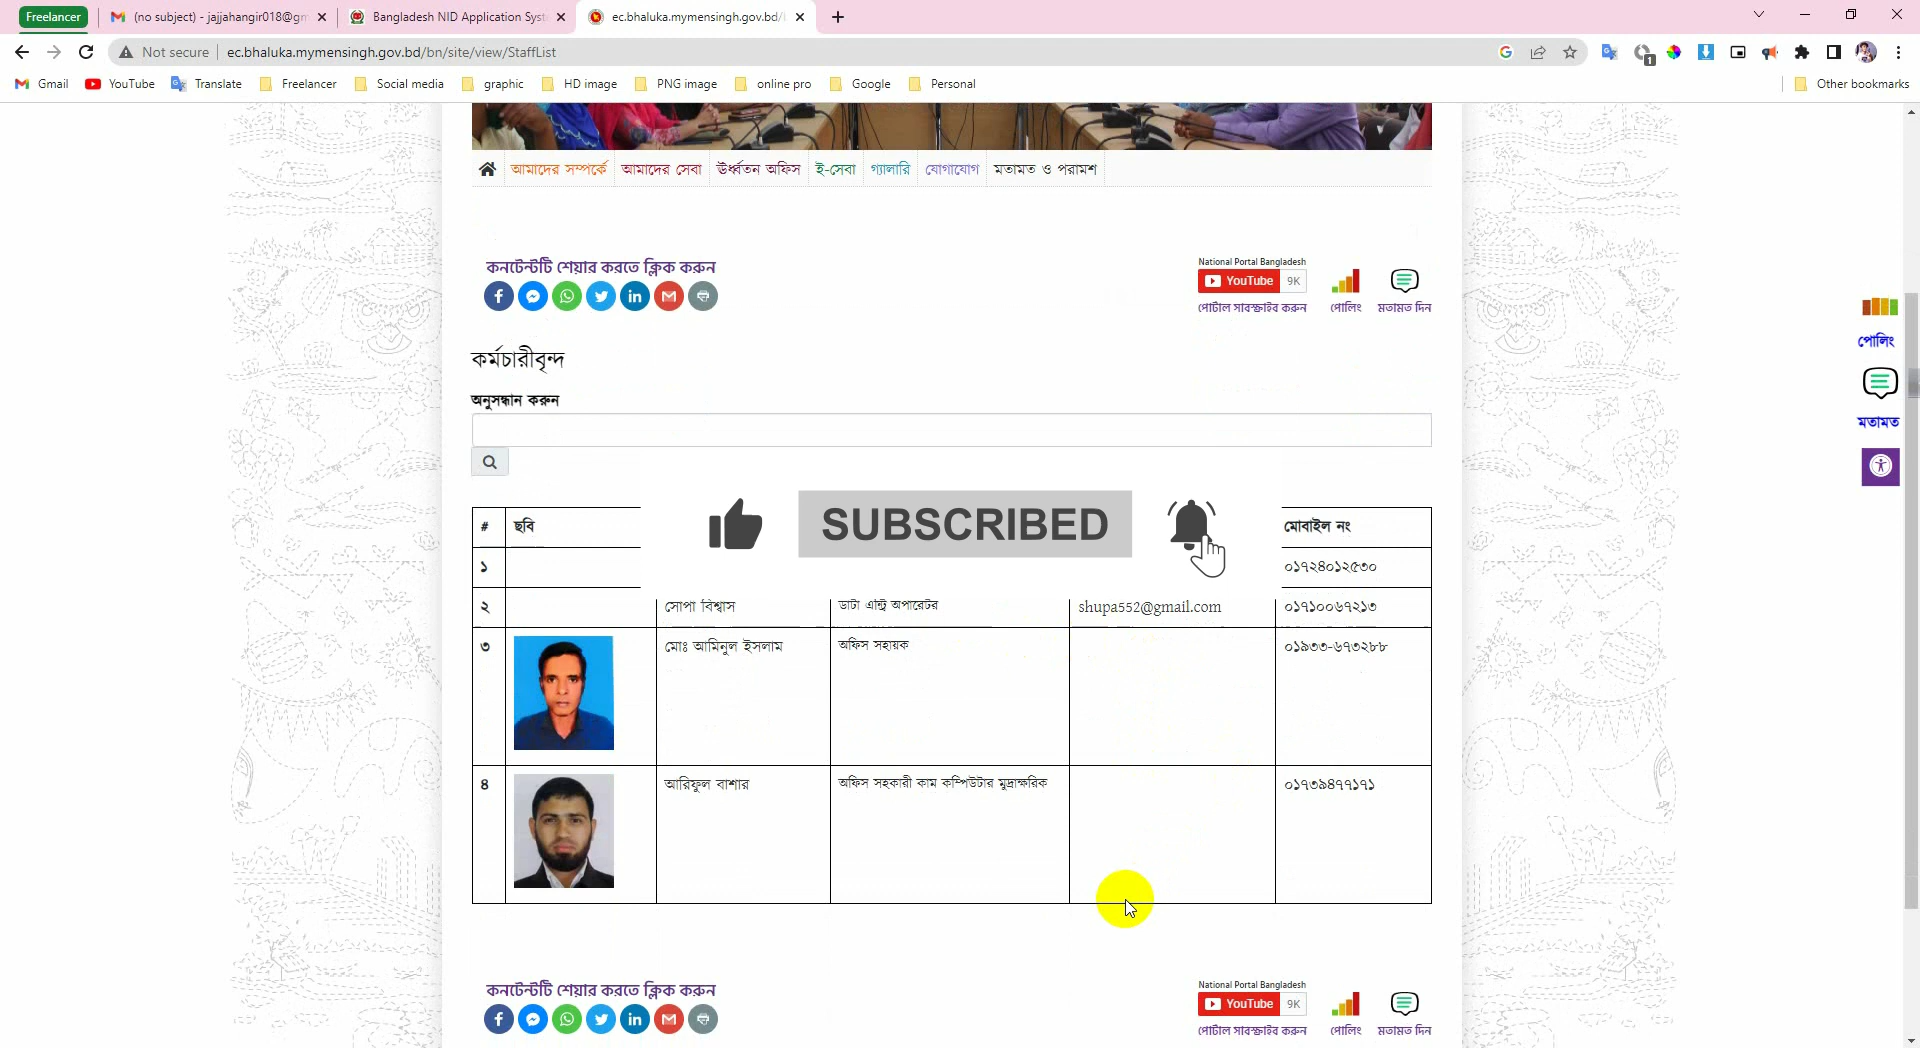 Freelancer
(no subject) - jajjahangir018@gm
Bangladesh NID Application Syst
ec.bhaluka.mymensingh.gov.bd/b
Not secure
ec.bhaluka.mymensingh.gov.bd/bn/site/view/StaffList
1
Gmail
YouTube
Translate
Freelancer
Social media
graphic
HD image
PNG image
online pro
Google
Personal
Other bookmarks
আমাদের সম্পর্কে
আমাদের সেবা
ঊর্ধ্বতন অফিস
ই-সেবা
গ্যালারি
যোগাযোগ
মতামত ও পরামর্শ
কনটেন্টটি শেয়ার করতে ক্লিক করুন
National Portal Bangladesh
YouTube 9K
পোর্টাল সাবস্ক্রাইব করুন
পোলিং
মতামত দিন
পোলিং
মতামত
কর্মচারীবৃন্দ
অনুসন্ধান করুন
SUBSCRIBED
# ছবি মোবাইল নং
১ ০১৭২৪০১২৫৩০
২ সোপা বিশ্বাস ডাটা এন্ট্রি অপারেটর shupa552@gmail.com ০১৭১০০৬৭২১৩
৩ মোঃ আমিনুল ইসলাম অফিস সহায়ক ০১৯৩৩-৬৭৩২৮৮
৪ আরিফুল বাশার অফিস সহকারী কাম কম্পিউটার মুদ্রাক্ষরিক ০১৭৩৯৪৭৭১৭১
কনটেন্টটি শেয়ার করতে ক্লিক করুন
National Portal Bangladesh
YouTube 9K
পোর্টাল সাবস্ক্রাইব করুন
পোলিং
মতামত দিন